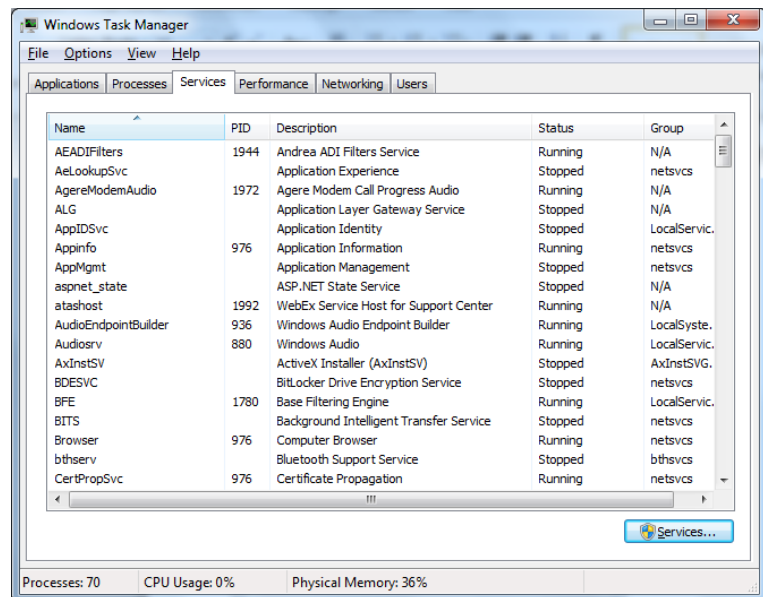 Windows Task Manager
File Options View Help
Applications Processes Services Performance Networking Users
Name PID Description Status Group
AEADIFilters 1944 Andrea ADI Filters Service Running N/A
AeLookupSvc Application Experience Stopped netsvcs
AgereModemAudio 1972 Agere Modem Call Progress Audio Running N/A
ALG Application Layer Gateway Service Stopped N/A
AppIDSvc Application Identity Stopped LocalServic.
Appinfo 976 Application Information Running netsvcs
AppMgmt Application Management Stopped netsvcs
aspnet_state ASP.NET State Service Stopped N/A
atashost 1992 WebEx Service Host for Support Center Running N/A
AudioEndpointBuilder 936 Windows Audio Endpoint Builder Running LocalSyste.
Audiosrv 880 Windows Audio Running LocalServic.
AxInstSV ActiveX Installer (AxInstSV) Stopped AxInstSVG.
BDESVC BitLocker Drive Encryption Service Stopped netsvcs
BFE 1780 Base Filtering Engine Running LocalServic.
BITS Background Intelligent Transfer Service Stopped netsvcs
Browser 976 Computer Browser Running netsvcs
bthserv Bluetooth Support Service Stopped bthsvcs
CertPropSvc 976 Certificate Propagation Running netsvcs
Services...
Processes: 70 CPU Usage: 0% Physical Memory: 36%